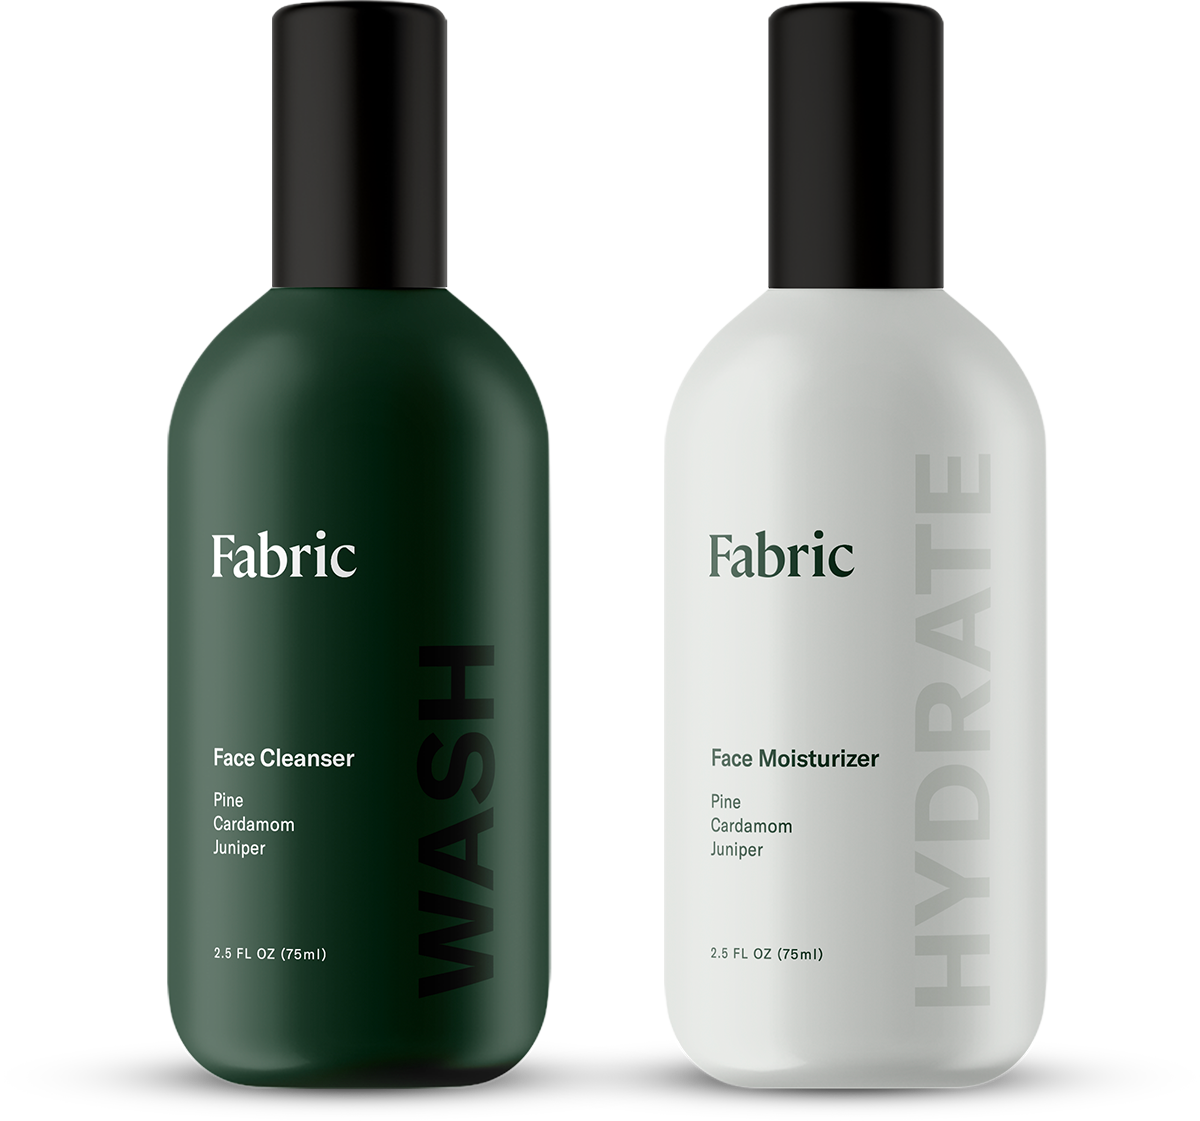 Fabric
Face Cleanser
Pine
Cardamom
Juniper
2.5 FL OZ (75ml)
WASH
Fabric
Face Moisturizer
Pine
Cardamom
Juniper
2.5 FL OZ (75ml)
HYDRATE